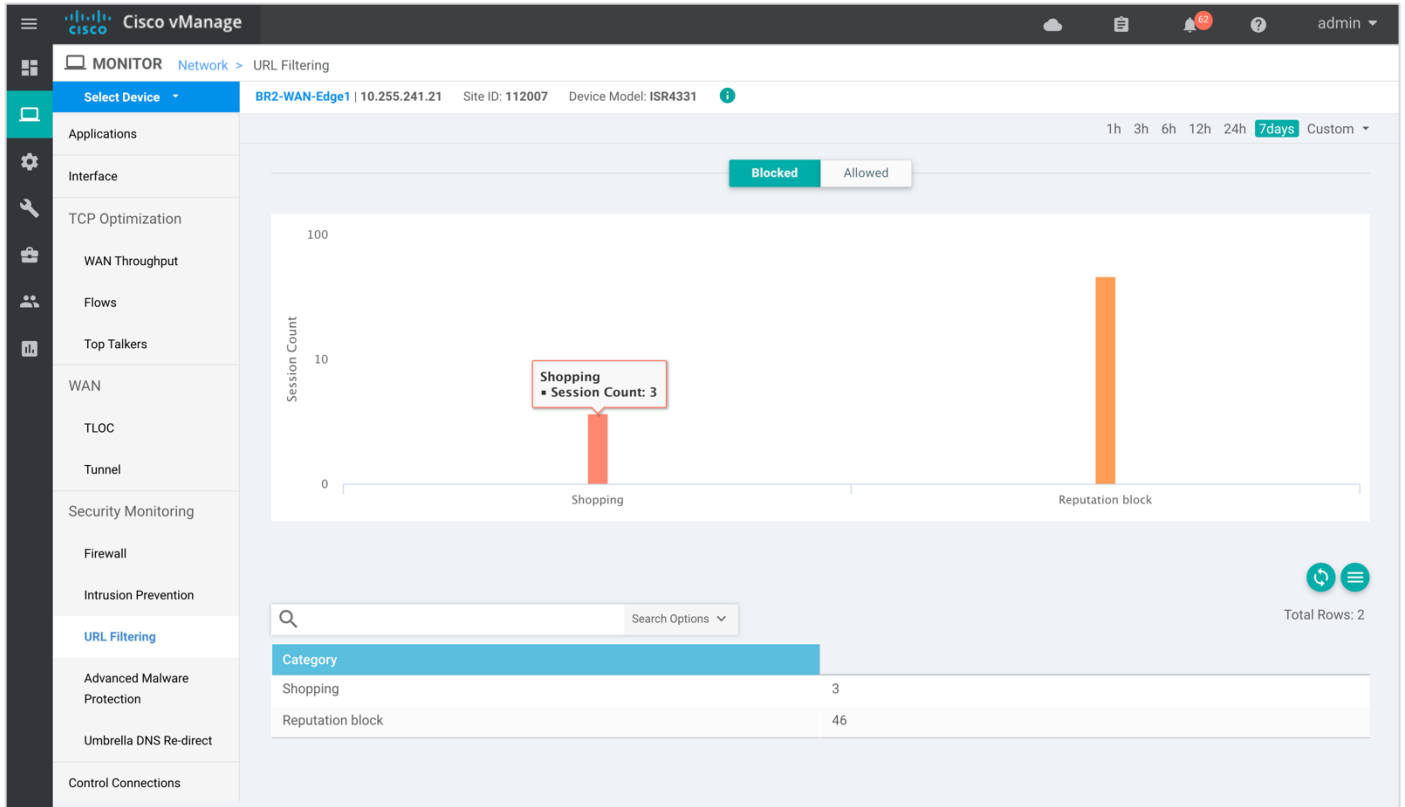 cisco Cisco vManage
62
admin
MONITOR Network > URL Filtering
Select Device
BR2-WAN-Edge1 | 10.255.241.21 Site ID: 112007 Device Model: ISR4331
1h 3h 6h 12h 24h 7days Custom
Applications
Interface
TCP Optimization
WAN Throughput
Flows
Top Talkers
WAN
TLOC
Tunnel
Security Monitoring
Firewall
Intrusion Prevention
URL Filtering
Advanced Malware
Protection
Umbrella DNS Re-direct
Control Connections
Blocked Allowed
100
10
0
Session Count
Shopping
Session Count: 3
Shopping Reputation block
Search Options
Total Rows: 2
Category
Shopping 3
Reputation block 46